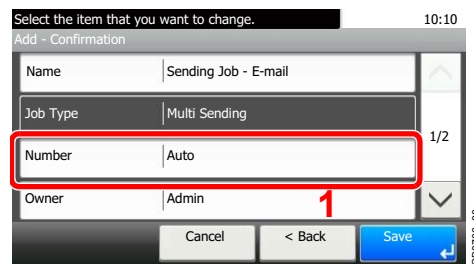 Select the item that you want to change.
10:10
Add - Confirmation
Name
Sending Job - E-mail
Job Type
Multi Sending
1/2
Number
Auto
Owner
Admin
1
Cancel
< Back
Save